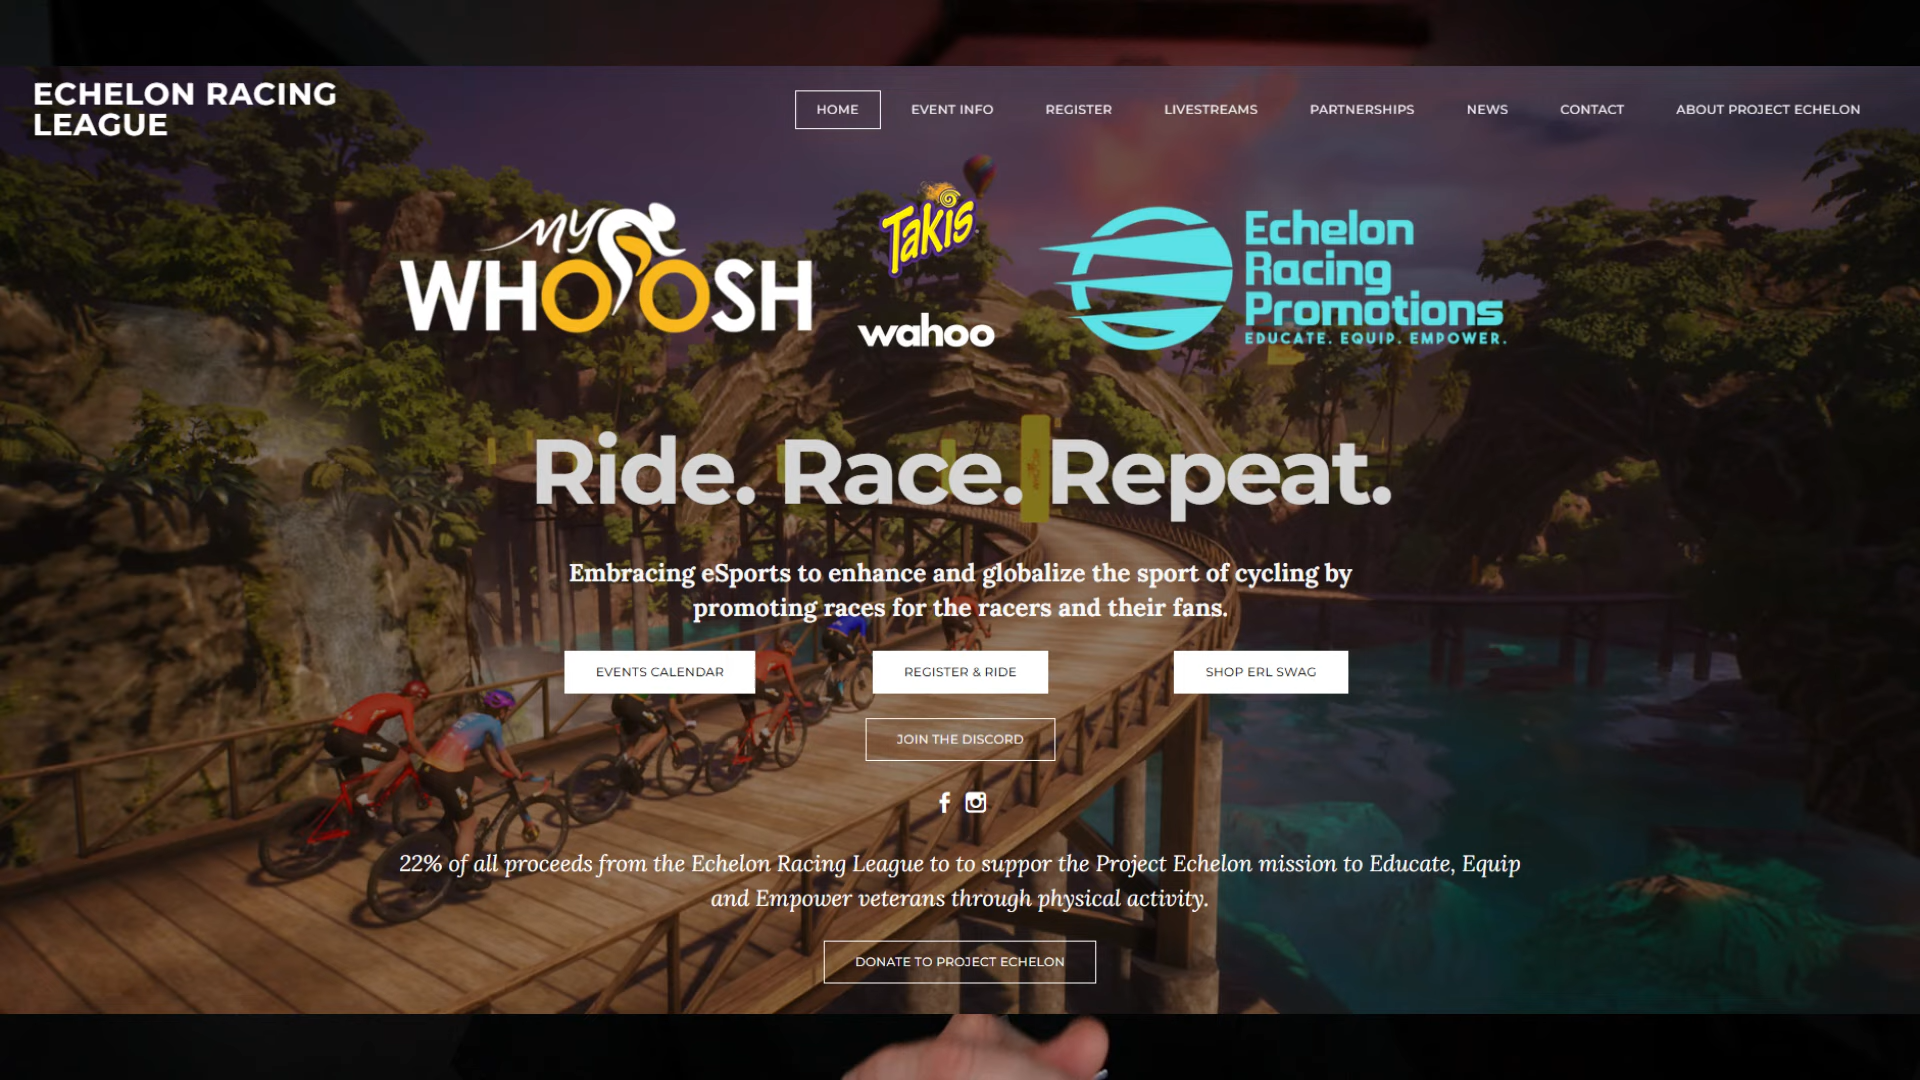 ECHELON RACING
LEAGUE
HOME
EVENT INFO
REGISTER
LIVESTREAMS
PARTNERSHIPS
NEWS
CONTACT
ABOUT PROJECT ECHELON
my
WHOOSH
Takis
wahoo
Echelon
Racing
Promotions
EDUCATE. EQUIP. EMPOWER.
Ride. Race. Repeat.
Embracing eSports to enhance and globalize the sport of cycling by
promoting races for the racers and their fans.
EVENTS CALENDAR
REGISTER & RIDE
SHOP ERL SWAG
JOIN THE DISCORD
22% of all proceeds from the Echelon Racing League to to suppor the Project Echelon mission to Educate, Equip
and Empower veterans through physical activity.
DONATE TO PROJECT ECHELON